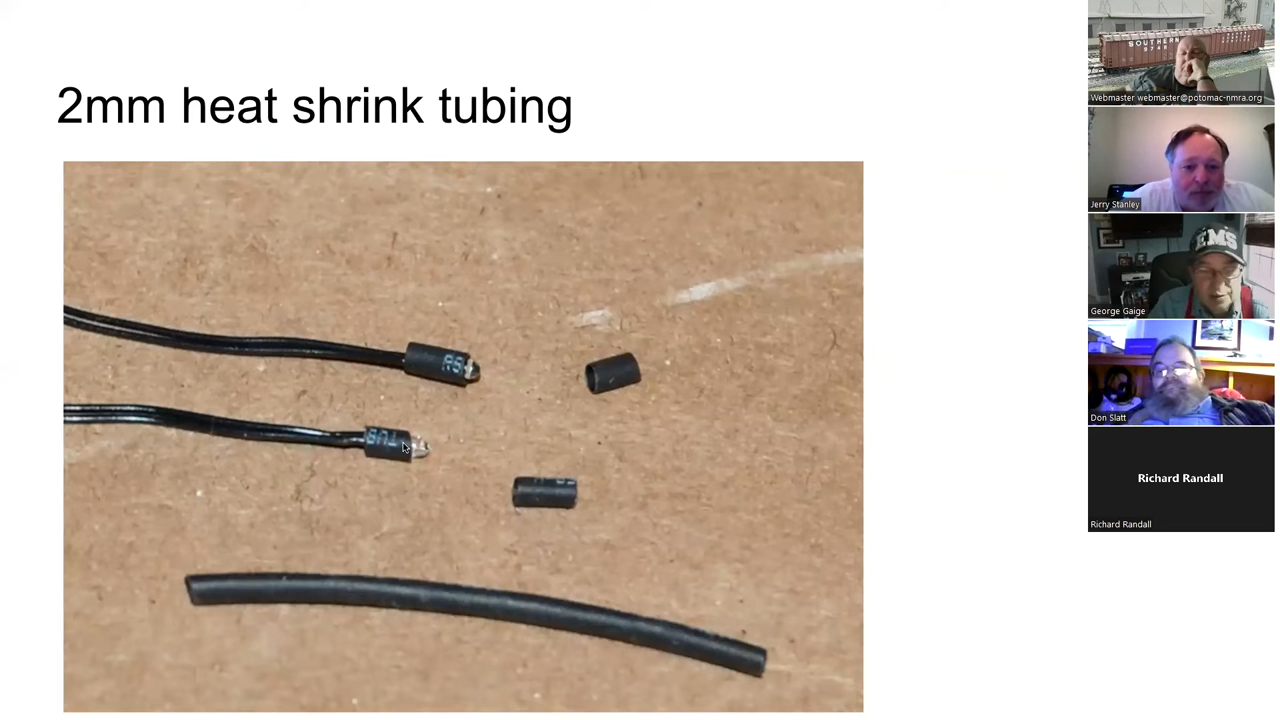 2mm heat shrink tubing
SOUTHERN
Webmaster webmaster@potomac-nmra.org
Jerry Stanley
EMS
George Gaige
Don Slatt
Richard Randall
Richard Randall